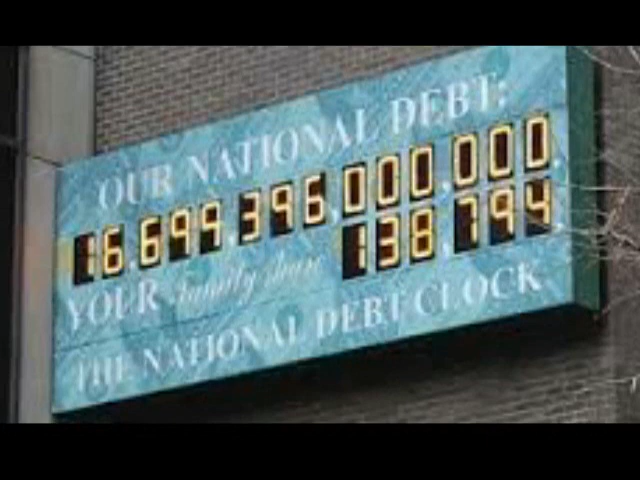 OUR NATIONAL DEBT:
16,699,396,000,000.
YOUR family share 138,794.
THE NATIONAL DEBT CLOCK